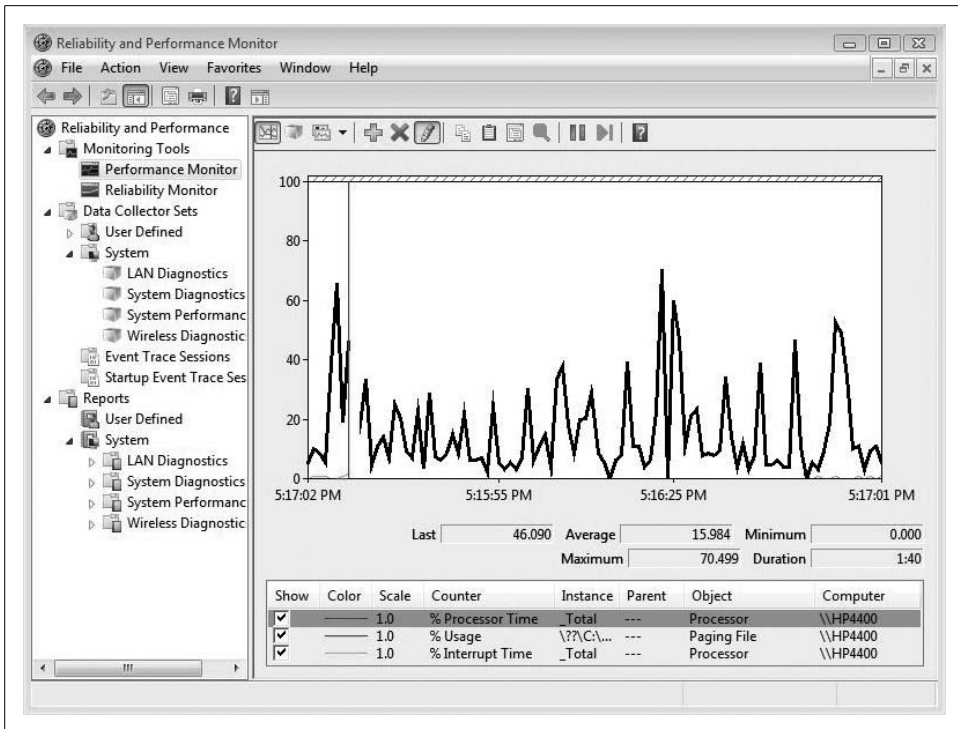 Reliability and Performance Monitor
File Action View Favorites Window Help
Reliability and Performance
Monitoring Tools
Performance Monitor
Reliability Monitor
Data Collector Sets
User Defined
System
LAN Diagnostics
System Diagnostics
System Performanc
Wireless Diagnostic
Event Trace Sessions
Startup Event Trace Ses
Reports
User Defined
System
LAN Diagnostics
System Diagnostics
System Performanc
Wireless Diagnostic
100
80
60
40
20
0
5:17:02 PM 5:15:55 PM 5:16:25 PM 5:17:01 PM
Last 46.090 Average 15.984 Minimum 0.000
Maximum 70.499 Duration 1:40
Show Color Scale Counter Instance Parent Object Computer
1.0 % Processor Time _Total --- Processor \\HP4400
1.0 % Usage \??\C:\... --- Paging File \\HP4400
1.0 % Interrupt Time _Total --- Processor \\HP4400